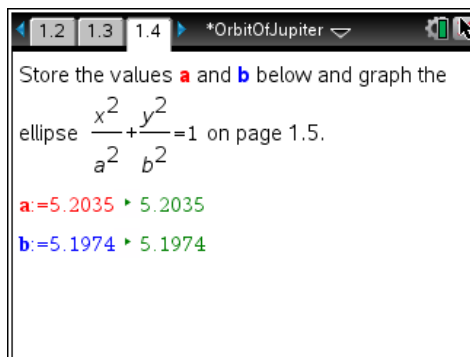 1.2 1.3 1.4 *OrbitOfJupiter
Store the values a and b below and graph the
ellipse x²/a² + y²/b² =1 on page 1.5.
a:=5.2035 ▸ 5.2035
b:=5.1974 ▸ 5.1974